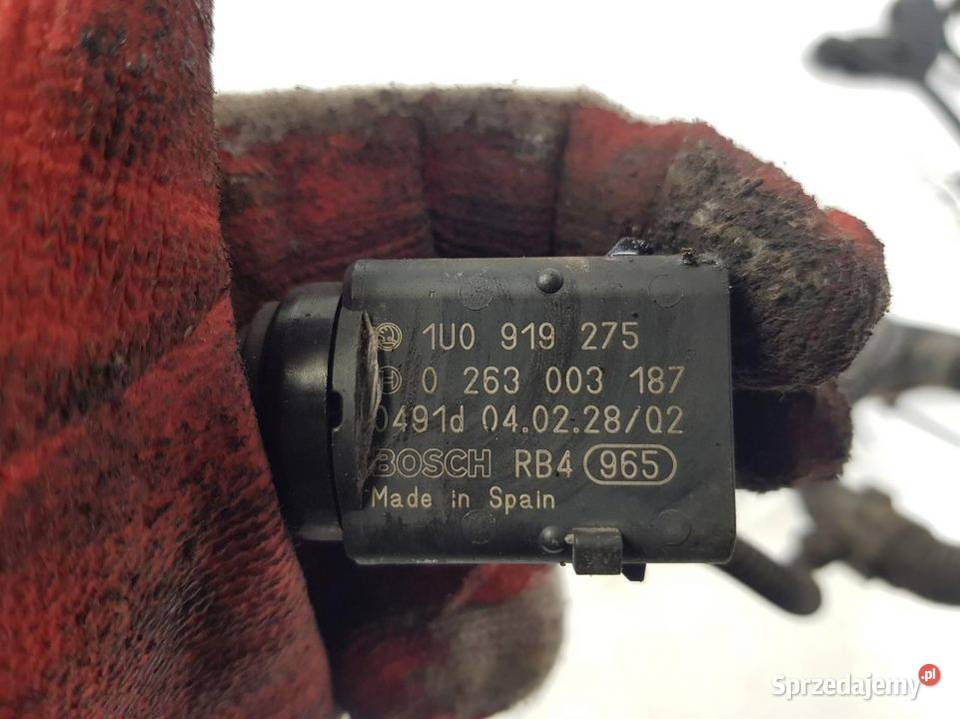 1U0 919 275
0 263 003 187
0491d 04.02.28/02
BOSCH RB4 965
Made in Spain
Sprzedajemy.pl